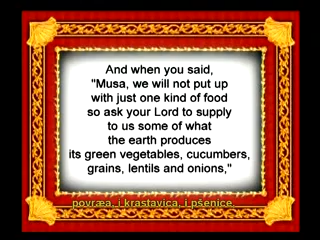 And when you said,
"Musa, we will not put up
with just one kind of food
so ask your Lord to supply
to us some of what
the earth produces
its green vegetables, cucumbers,
grains, lentils and onions,"
povræa, i krastavica, i pšenice,